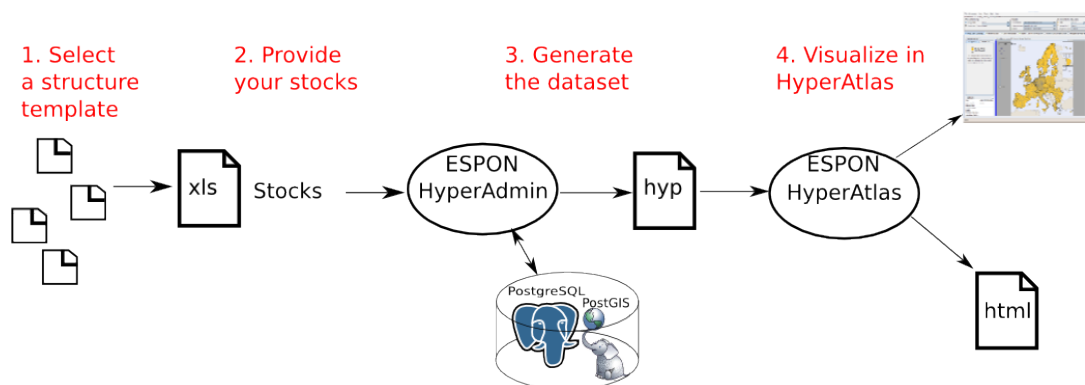 1. Select
a structure
template
2. Provide
your stocks
3. Generate
the dataset
4. Visualize in
HyperAtlas
xls
Stocks
ESPON
HyperAdmin
hyp
ESPON
HyperAtlas
PostgreSQL
PostGIS
html